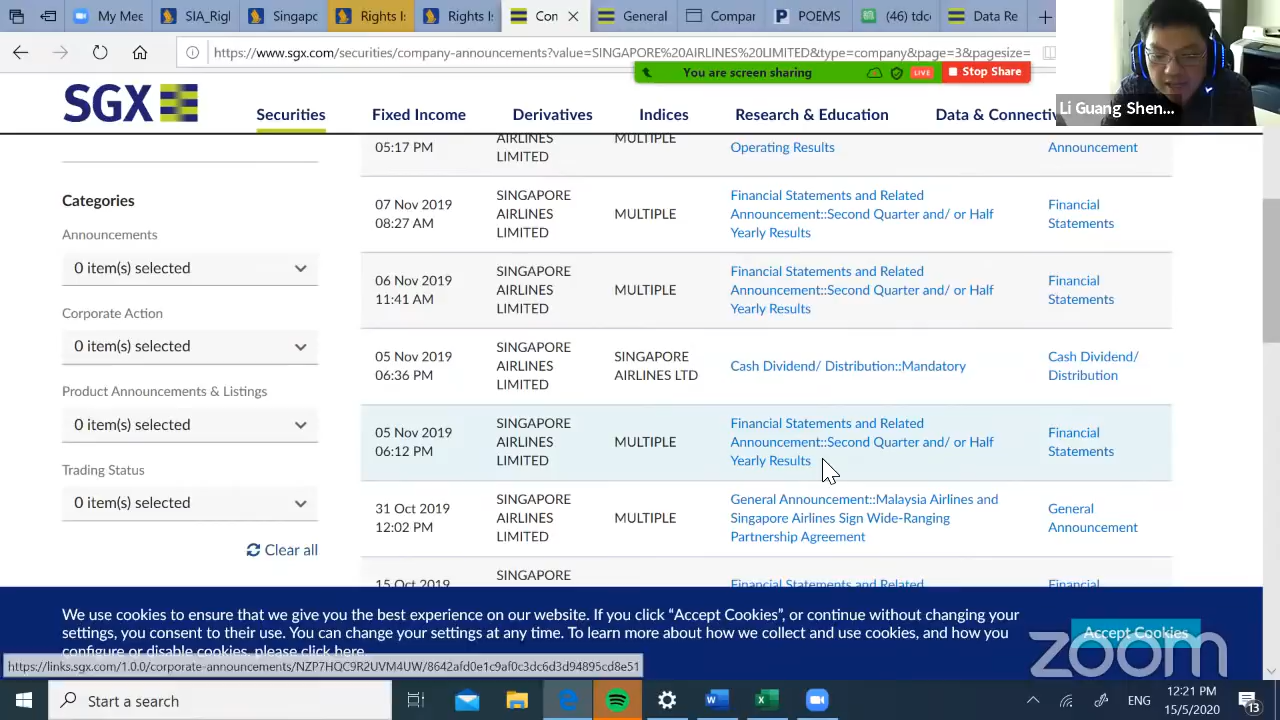 SIA_Rigl
Busines
Rights Is
Rights Is
Con
General
Compar
POEMS
(46) tdc
Data Re
https://www.sgx.com/securities/company-announcements?value=SINGAPORE%20AIRLINES%20LIMITED&type=company&page=3&pagesize=
You are screen sharing
LIVE
Stop Share
Li Guang Shen...
SGX
Securities
Fixed Income
Derivatives
Indices
Research & Education
Data & Connectiv
05:17 PM
AIRLINES
LIMITED
MULTIPLE
Operating Results
Announcement
Categories
Announcements
0 item(s) selected
Corporate Action
0 item(s) selected
Product Announcements & Listings
0 item(s) selected
Trading Status
0 item(s) selected
Clear all
07 Nov 2019
08:27 AM
SINGAPORE
AIRLINES
LIMITED
MULTIPLE
Financial Statements and Related
Announcement::Second Quarter and/ or Half
Yearly Results
Financial
Statements
06 Nov 2019
11:41 AM
SINGAPORE
AIRLINES
LIMITED
MULTIPLE
Financial Statements and Related
Announcement::Second Quarter and/ or Half
Yearly Results
Financial
Statements
05 Nov 2019
06:36 PM
SINGAPORE
AIRLINES
LIMITED
SINGAPORE
AIRLINES LTD
Cash Dividend/ Distribution::Mandatory
Cash Dividend/
Distribution
05 Nov 2019
06:12 PM
SINGAPORE
AIRLINES
LIMITED
MULTIPLE
Financial Statements and Related
Announcement::Second Quarter and/ or Half
Yearly Results
Financial
Statements
31 Oct 2019
12:02 PM
SINGAPORE
AIRLINES
LIMITED
MULTIPLE
General Announcement::Malaysia Airlines and
Singapore Airlines Sign Wide-Ranging
Partnership Agreement
General
Announcement
15 Oct 2019
SINGAPORE
Financial Statements and Related
Financial
We use cookies to ensure that we give you the best experience on our website. If you click “Accept Cookies”, or continue without changing your
settings, you consent to their use. You can change your settings at any time. To learn more about how we collect and use cookies, and how you
configure or disable cookies, please click here.
Accept Cookies
zoom
https://links.sgx.com/1.0.0/corporate-announcements/NZP7HQC9R2UVM4UW/8642afd0e1c9af0c3dc6d3d94895cd8e51
Start a search
ENG
12:21 PM
15/5/2020
13